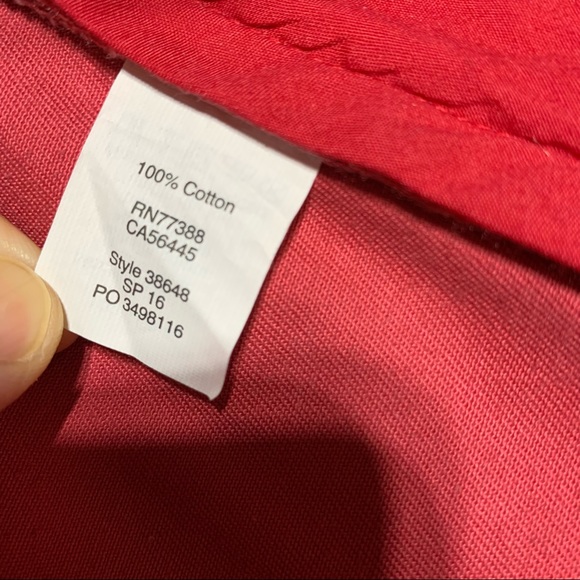 100% Cotton
RN77388
CA56445
Style 38648
SP 16
PO 3498116